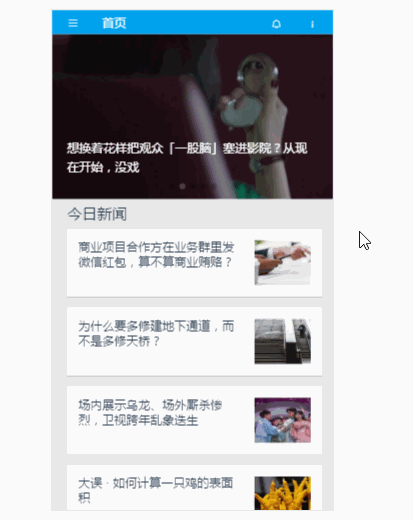 首页
想换着花样把观众「一股脑」塞进影院？从现
在开始，没戏
今日新闻
商业项目合作方在业务群里发
微信红包，算不算商业贿赂？
为什么要多修建地下通道，而
不是多修天桥？
场内展示乌龙、场外厮杀惨
烈，卫视跨年乱象迭生
大误 · 如何计算一只鸡的表面
积